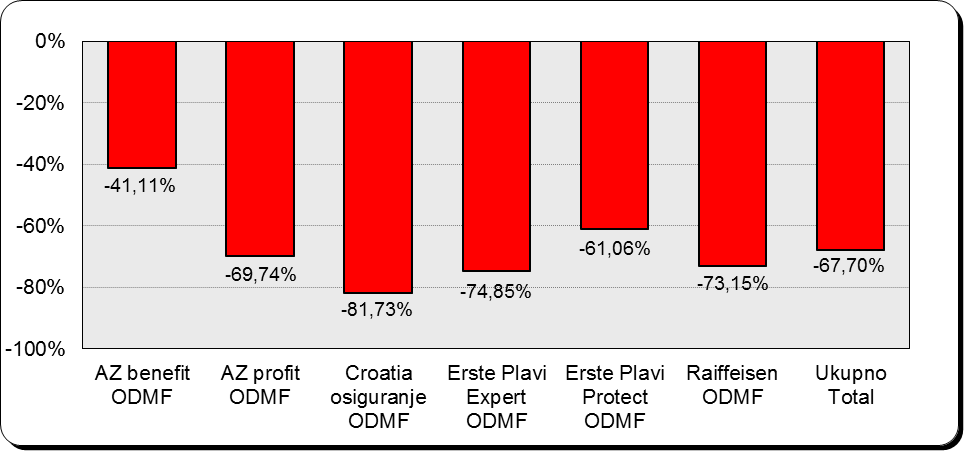 0%
-20%
-40%
-60%
-80%
-100%
-41,11%
-69,74%
-81,73%
-74,85%
-61,06%
-73,15%
-67,70%
AZ benefit
ODMF
AZ profit
ODMF
Croatia
osiguranje
ODMF
Erste Plavi
Expert
ODMF
Erste Plavi
Protect
ODMF
Raiffeisen
ODMF
Ukupno
Total